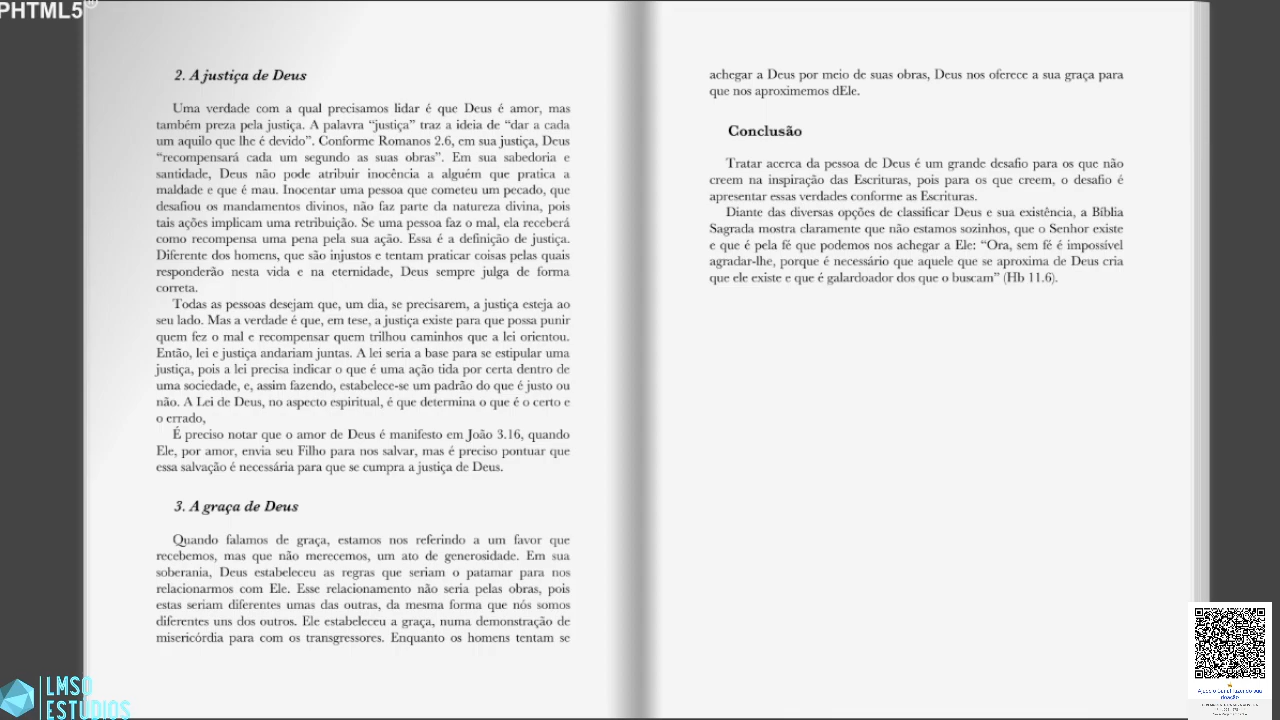 PHTML5®
2. A justiça de Deus
Uma verdade com a qual precisamos lidar é que Deus é amor, mas
também preza pela justiça. A palavra “justiça” traz a ideia de “dar a cada
um aquilo que lhe é devido”. Conforme Romanos 2.6, em sua justiça, Deus
“recompensará cada um segundo as suas obras”. Em sua sabedoria e
santidade, Deus não pode atribuir inocência a alguém que pratica a
maldade e que é mau. Inocentar uma pessoa que cometeu um pecado, que
desafiou os mandamentos divinos, não faz parte da natureza divina, pois
tais ações implicam uma retribuição. Se uma pessoa faz o mal, ela receberá
como recompensa uma pena pela sua ação. Essa é a definição de justiça.
Diferente dos homens, que são injustos e tentam praticar coisas pelas quais
responderão nesta vida e na eternidade, Deus sempre julga de forma
correta.
Todas as pessoas desejam que, um dia, se precisarem, a justiça esteja ao
seu lado. Mas a verdade é que, em tese, a justiça existe para que possa punir
quem fez o mal e recompensar quem trilhou caminhos que a lei orientou.
Então, lei e justiça andariam juntas. A lei seria a base para se estipular uma
justiça, pois a lei precisa indicar o que é uma ação tida por certa dentro de
uma sociedade, e, assim fazendo, estabelece-se um padrão do que é justo ou
não. A Lei de Deus, no aspecto espiritual, é que determina o que é o certo e
o errado,
É preciso notar que o amor de Deus é manifesto em João 3.16, quando
Ele, por amor, envia seu Filho para nos salvar, mas é preciso pontuar que
essa salvação é necessária para que se cumpra a justiça de Deus.
3. A graça de Deus
Quando falamos de graça, estamos nos referindo a um favor que
recebemos, mas que não merecemos, um ato de generosidade. Em sua
soberania, Deus estabeleceu as regras que seriam o patamar para nos
relacionarmos com Ele. Esse relacionamento não seria pelas obras, pois
estas seriam diferentes umas das outras, da mesma forma que nós somos
diferentes uns dos outros. Ele estabeleceu a graça, numa demonstração de
misericórdia para com os transgressores. Enquanto os homens tentam se
achegar a Deus por meio de suas obras, Deus nos oferece a sua graça para
que nos aproximemos dEle.
Conclusão
Tratar acerca da pessoa de Deus é um grande desafio para os que não
creem na inspiração das Escrituras, pois para os que creem, o desafio é
apresentar essas verdades conforme as Escrituras.
Diante das diversas opções de classificar Deus e sua existência, a Bíblia
Sagrada mostra claramente que não estamos sozinhos, que o Senhor existe
e que é pela fé que podemos nos achegar a Ele: “Ora, sem fé é impossível
agradar-lhe, porque é necessário que aquele que se aproxima de Deus cria
que ele existe e que é galardoador dos que o buscam” (Hb 11.6).
LMSO
ESTUDIOS